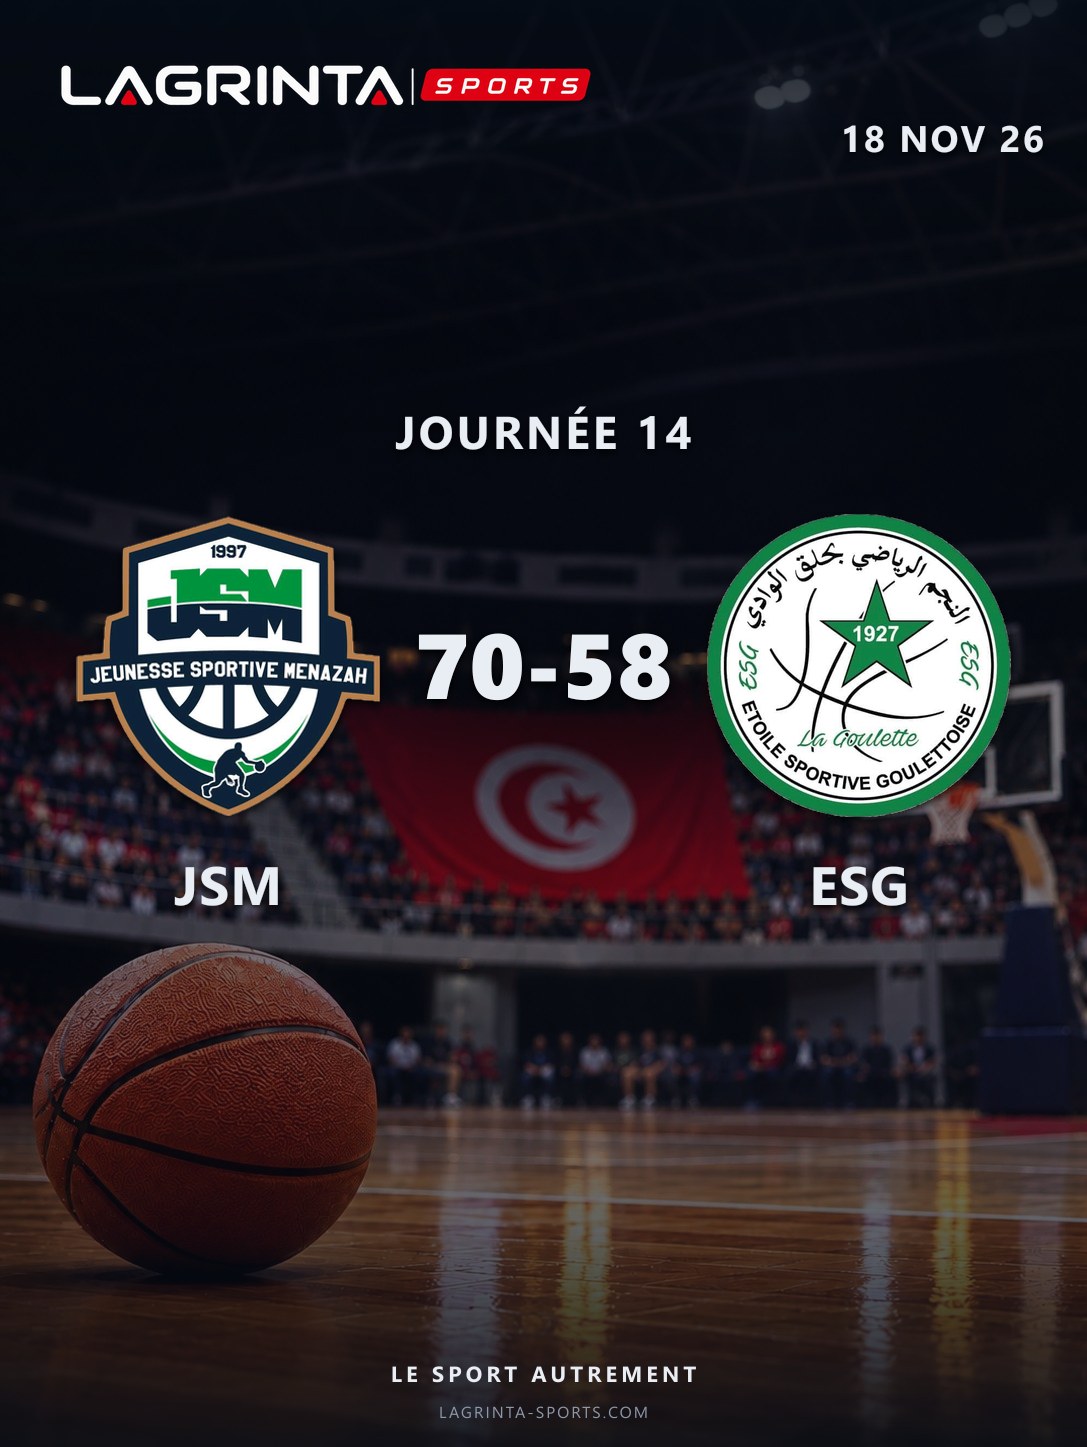 LAGRINTA SPORTS
18 NOV 26
JOURNÉE 14
1997
JSM
JEUNESSE SPORTIVE MENAZAH
70-58
النجم الرياضي بحلق الوادي
1927
ESG
ESG
La Goulette
ETOILE SPORTIVE GOULETTOISE
JSM
ESG
LE SPORT AUTREMENT
LAGRINTA-SPORTS.COM